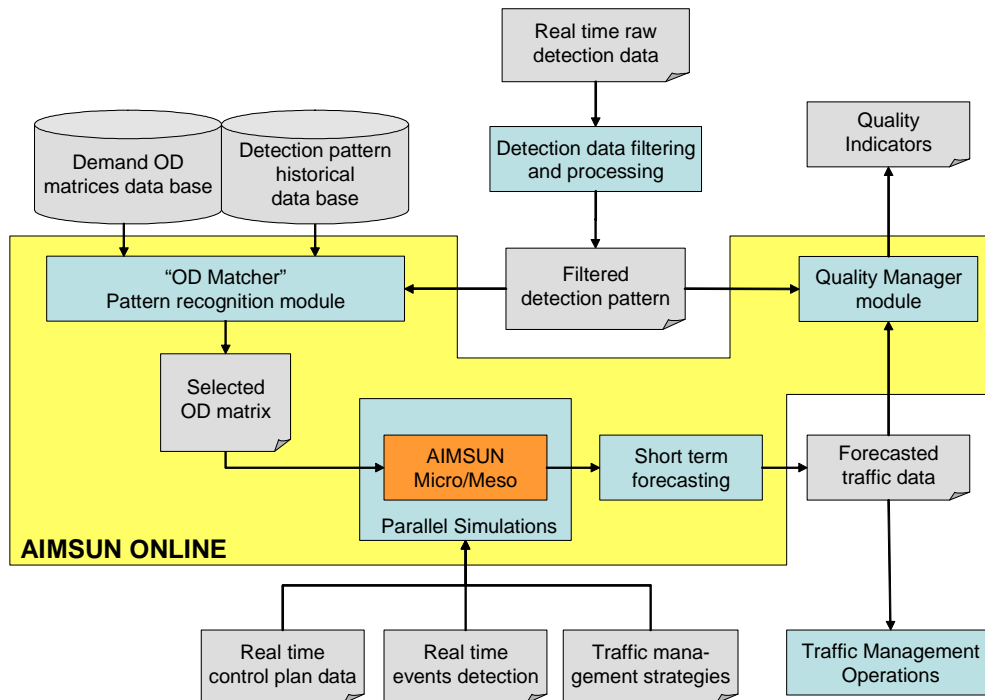 Real time raw
detection data
Demand OD
matrices data base
Detection pattern
historical
data base
Detection data filtering
and processing
Quality
Indicators
“OD Matcher”
Pattern recognition module
Filtered
detection pattern
Quality Manager
module
Selected
OD matrix
AIMSUN
Micro/Meso
Short term
forecasting
Forecasted
traffic data
Parallel Simulations
AIMSUN ONLINE
Real time
control plan data
Real time
events detection
Traffic mana-
gement strategies
Traffic Management
Operations